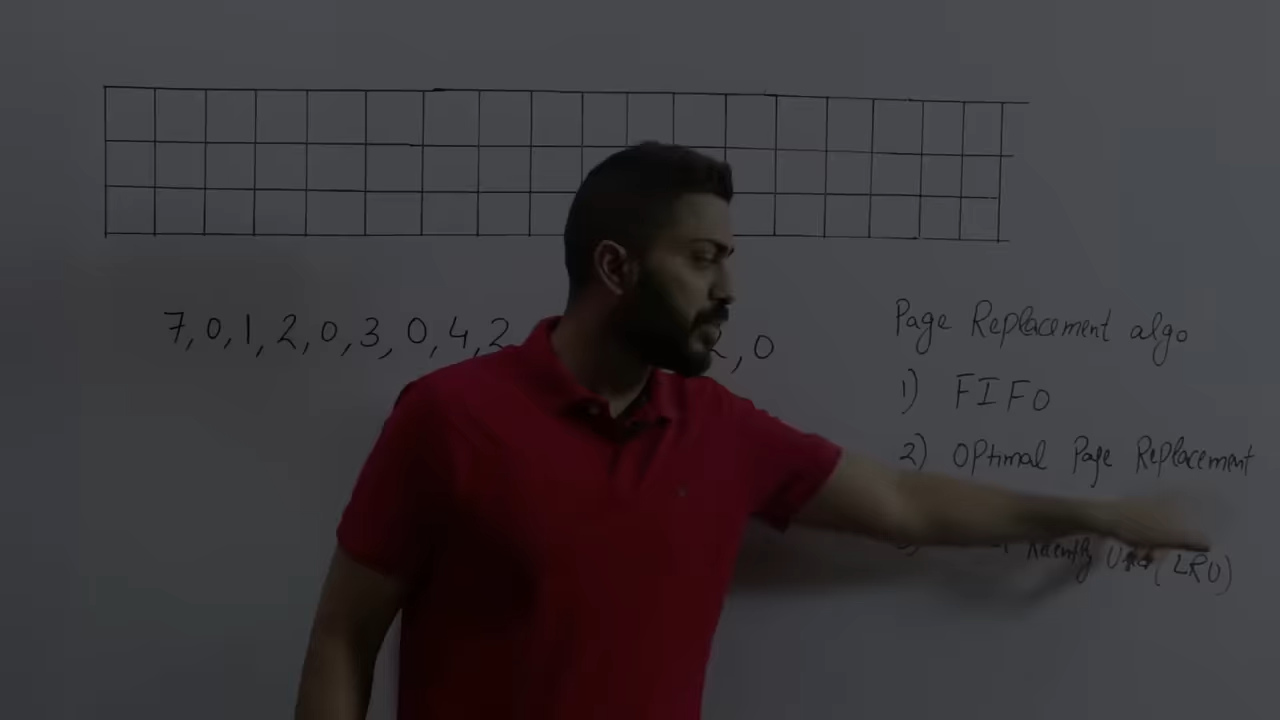 7, 0, 1, 2, 0, 3, 0, 4, 2 2, 0
Page Replacement algo
1) FIFO
2) Optimal Page Replacement
Recently Used (LRU)